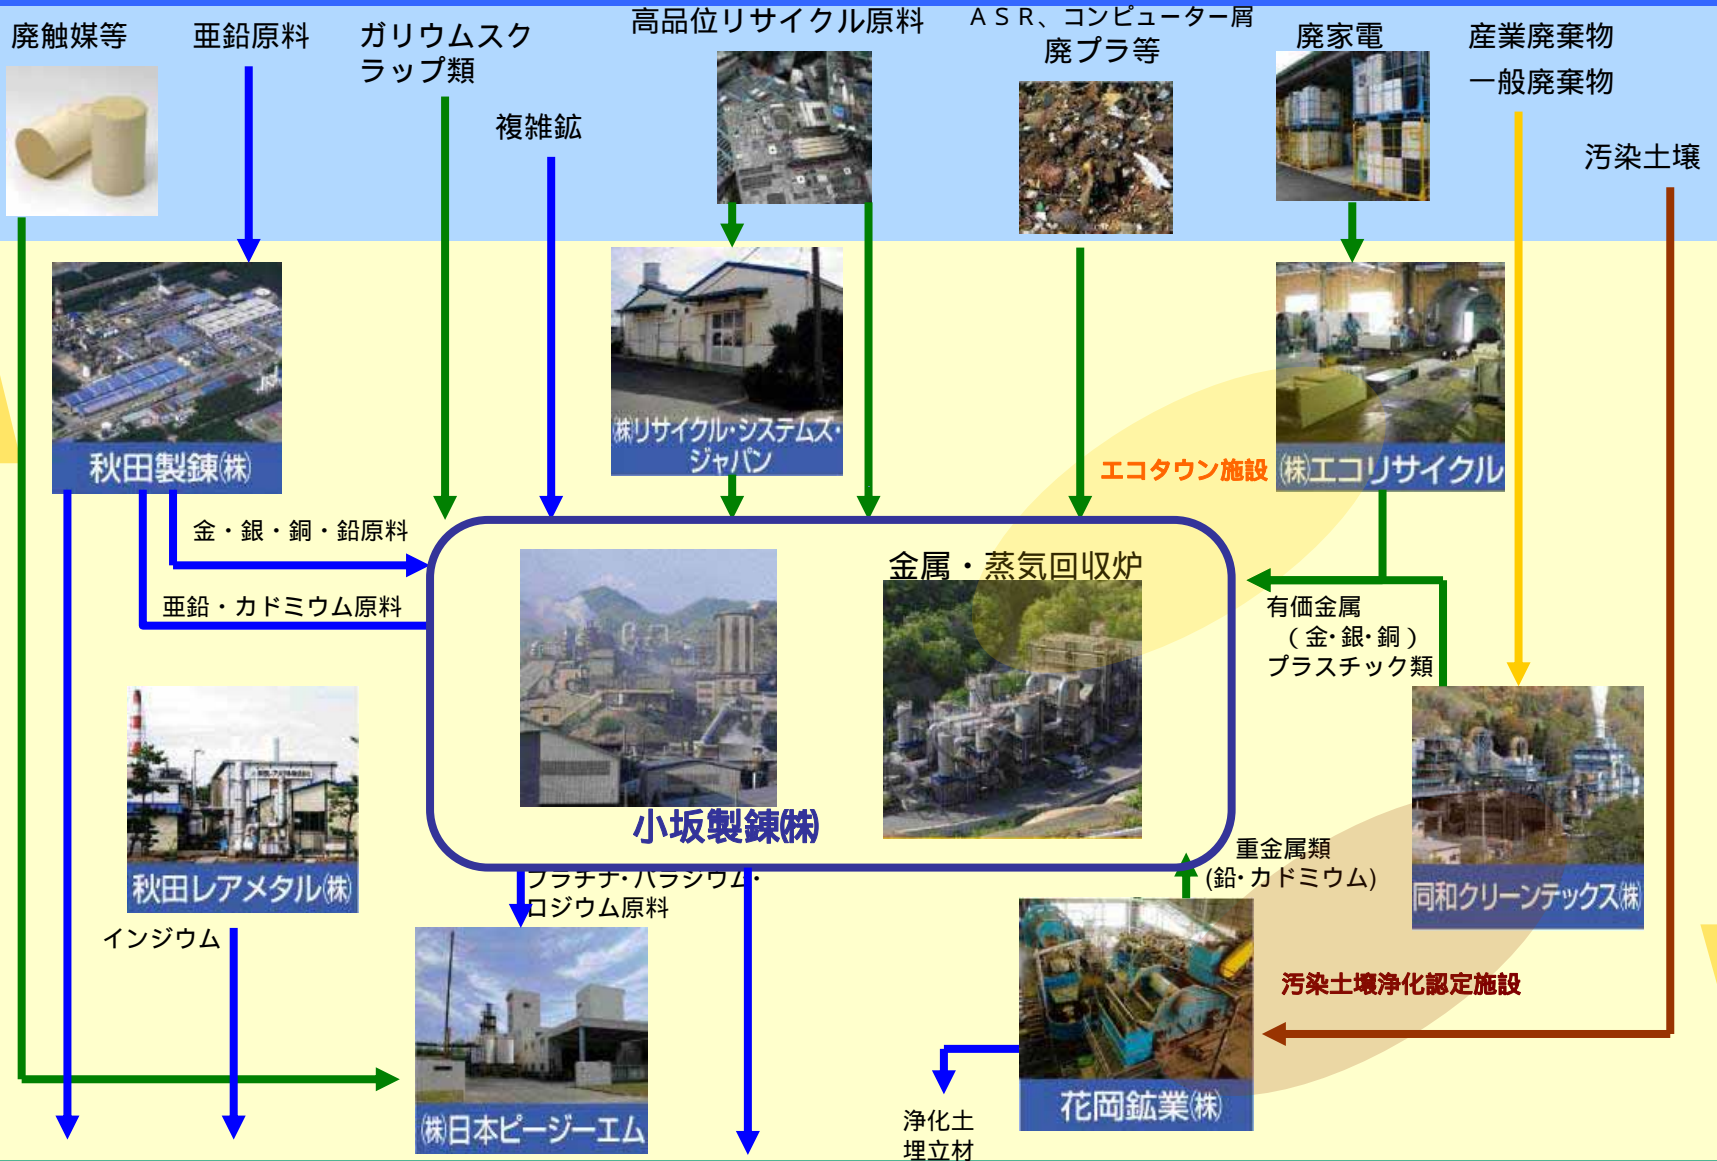 廃触媒等
亜鉛原料
ガリウムスク
ラップ類
複雑鉱
高品位リサイクル原料
ＡＳＲ、コンピューター屑
廃プラ等
廃家電
産業廃棄物
一般廃棄物
汚染土壌
秋田製錬㈱
㈱リサイクル・システムズ・
ジャパン
エコタウン施設
㈱エコリサイクル
金・銀・銅・鉛原料
亜鉛・カドミウム原料
金属・蒸気回収炉
小坂製錬㈱
有価金属
（金・銀・銅）
プラスチック類
秋田レアメタル株式会社
秋田レアメタル㈱
インジウム
プラチナ・パラジウム・
ロジウム原料
重金属類
(鉛・カドミウム)
同和クリーンテックス㈱
汚染土壌浄化認定施設
㈱日本ピージーエム
花岡鉱業㈱
浄化土
埋立材